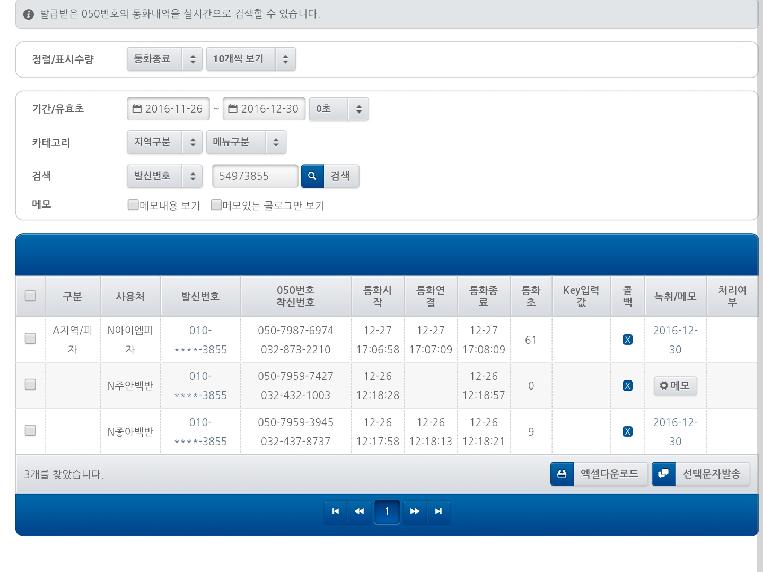 발급받은 050번호의 통화내역을 실시간으로 검색할 수 있습니다.
정렬/표시수량 통화종료 10개씩 보기
기간/유효초 2016-11-26 ~ 2016-12-30 0초
카테고리 지역구분 메뉴구분
검색 발신번호 54973855 검색
메모 메모내용 보기 메모있는 콜로그만 보기
구분 사용처 발신번호 050번호 착신번호 통화시작 통화연결 통화종료 통화초 Key입력값 콜백 녹취/메모 처리여부
A지역/피자 N아이엠피자 010-****-3855 050-7987-6974 032-873-2210 12-27 17:06:58 12-27 17:07:09 12-27 17:08:09 61 X 2016-12-30
N주안백반 010-****-3855 050-7959-7427 032-432-1003 12-26 12:18:28 12-26 12:18:57 0 X 메모
N좋아백반 010-****-3855 050-7959-3945 032-437-8737 12-26 12:17:58 12-26 12:18:13 12-26 12:18:21 9 X 2016-12-30
3개를 찾았습니다. 엑셀다운로드 선택문자발송
1